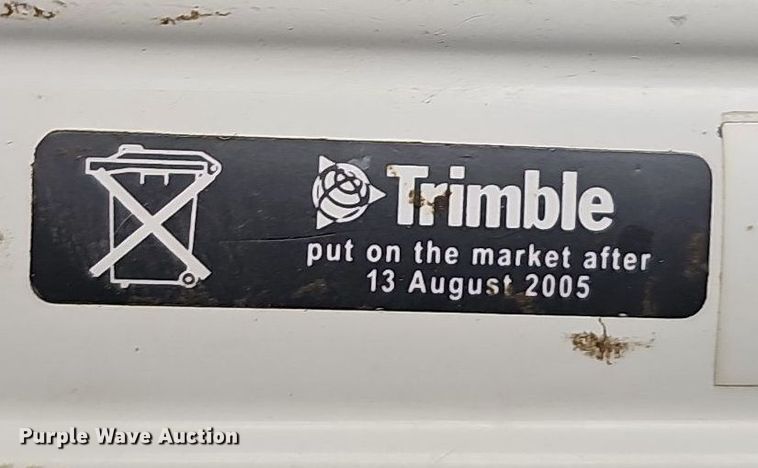 Trimble
put on the market after
13 August 2005
Purple Wave Auction